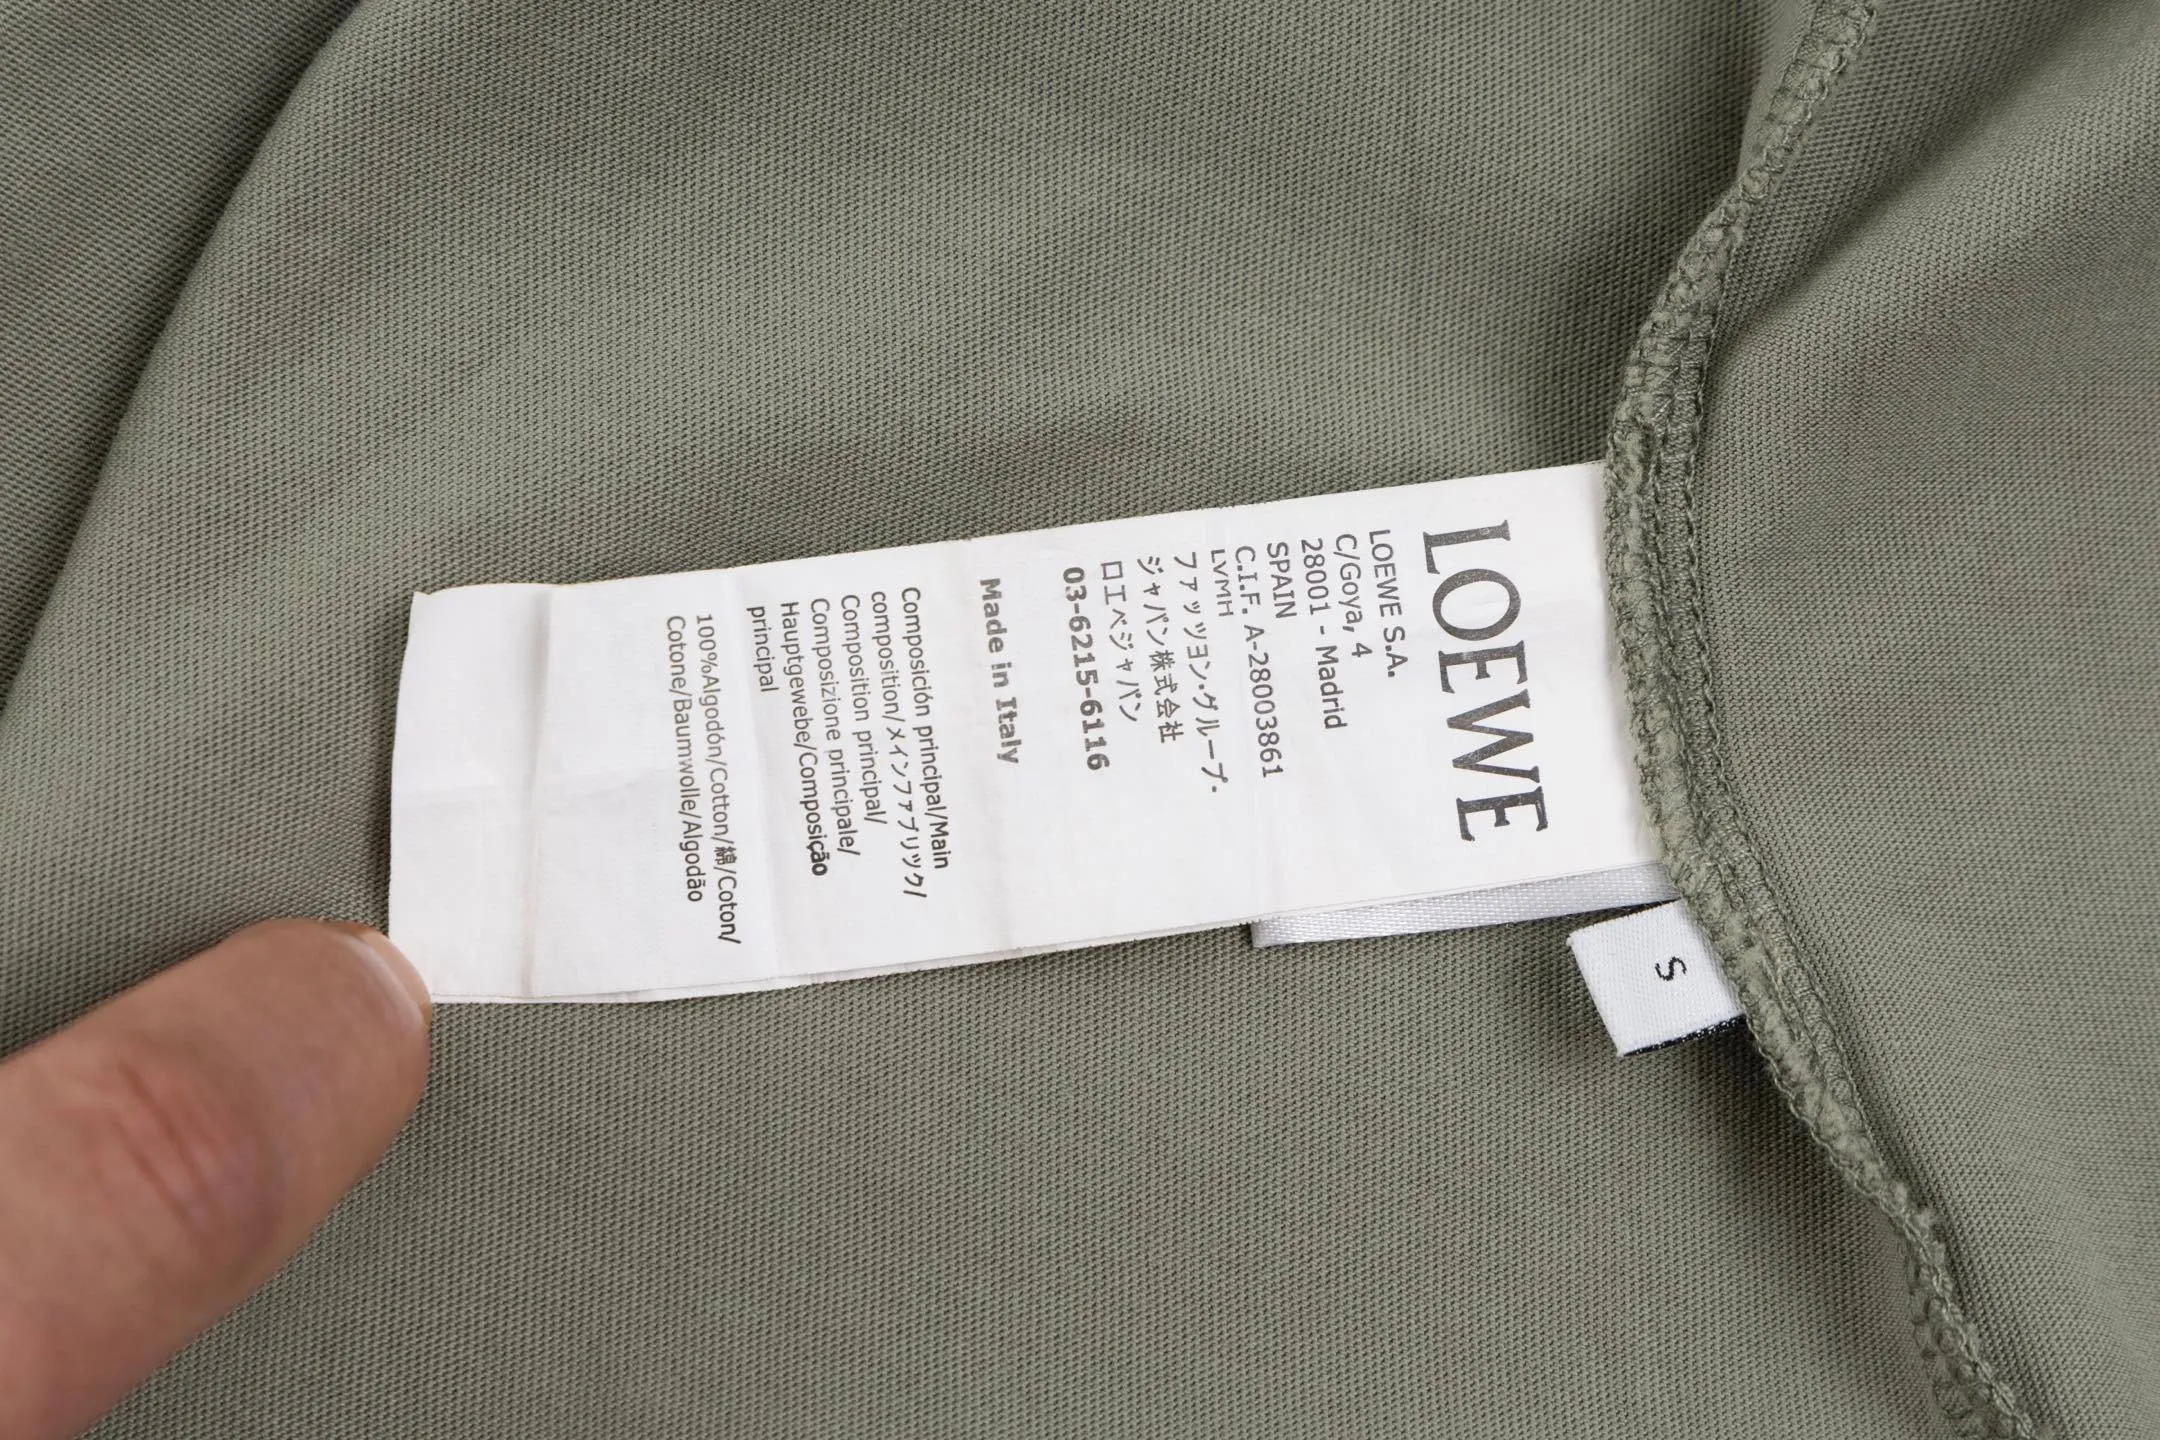 LOEWE
LOEWE S.A.
C/Goya, 4
28001 - Madrid
SPAIN
C.I.F. A-28003861
LVMH
ファッツヨン・グループ・
ジャパン株式会社
ロエベジャパン
03-6215-6116
Made in Italy
Composición principal/Main
composition/メインファブリツク/
Composition principal/
Composizione principale/
Hauptgewebe/Composição
principal
100%Algodón/Cotton/綿/Coton/
Cotone/Baumwolle/Algodão
S